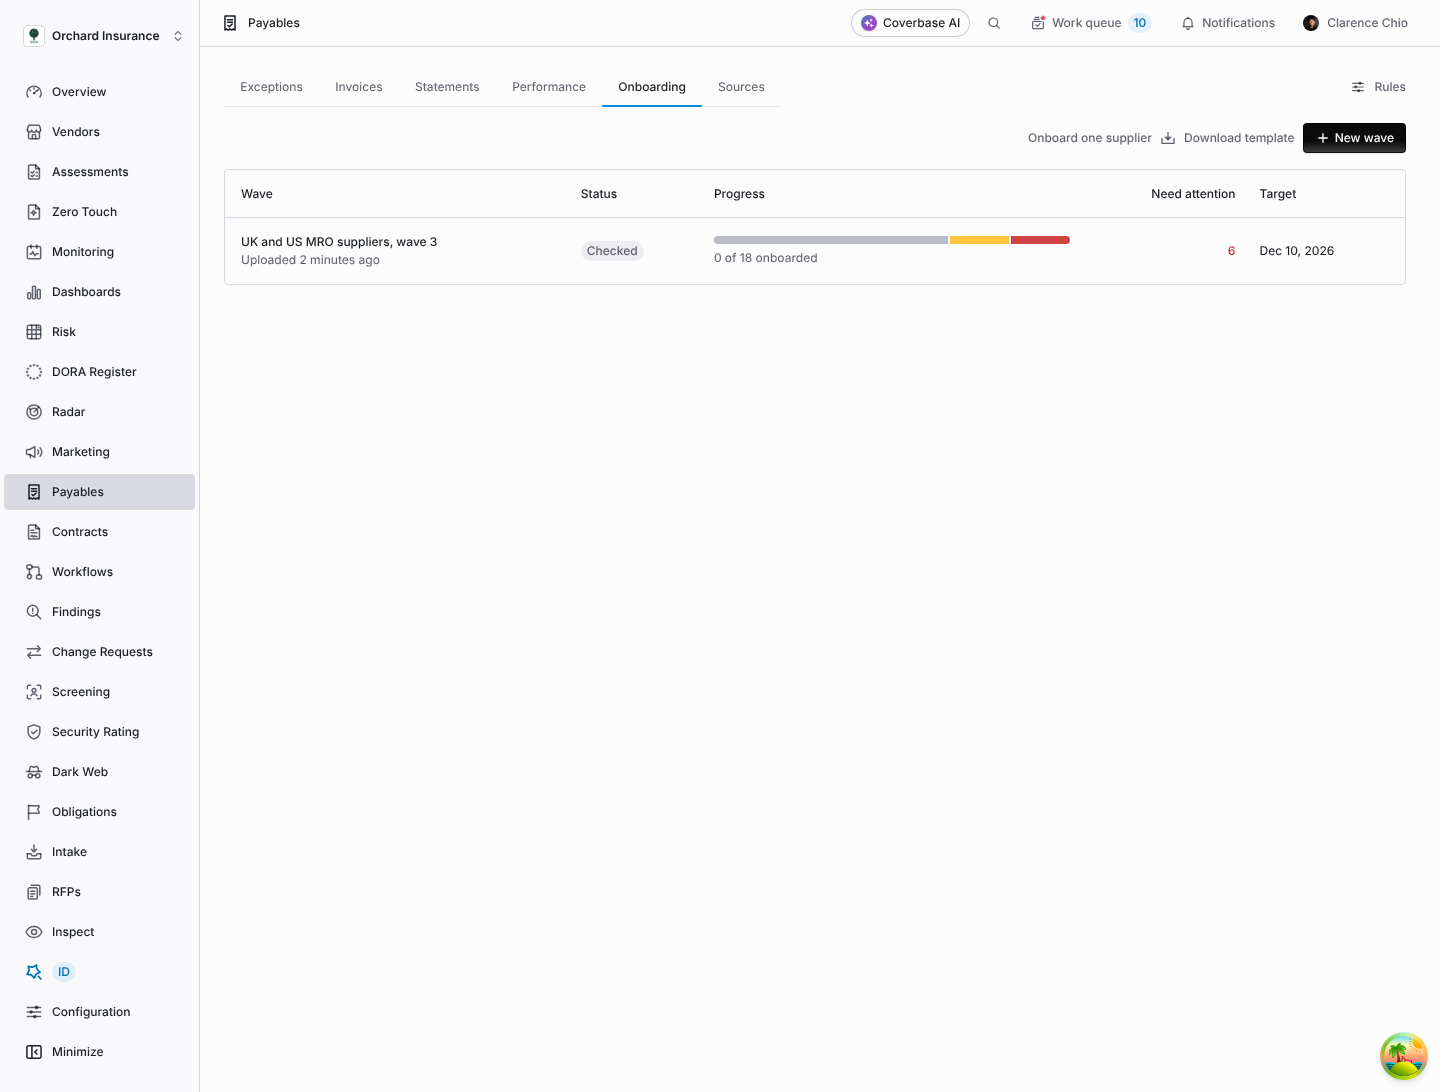 Orchard Insurance
Overview
Vendors
Assessments
Zero Touch
Monitoring
Dashboards
Risk
DORA Register
Radar
Marketing
Payables
Contracts
Workflows
Findings
Change Requests
Screening
Security Rating
Dark Web
Obligations
Intake
RFPs
Inspect
ID
Configuration
Minimize
Payables
Coverbase AI
Work queue 10
Notifications
Clarence Chio
Exceptions Invoices Statements Performance Onboarding Sources
Rules
Onboard one supplier Download template + New wave
Wave Status Progress Need attention Target
UK and US MRO suppliers, wave 3
Uploaded 2 minutes ago
Checked
0 of 18 onboarded
6
Dec 10, 2026